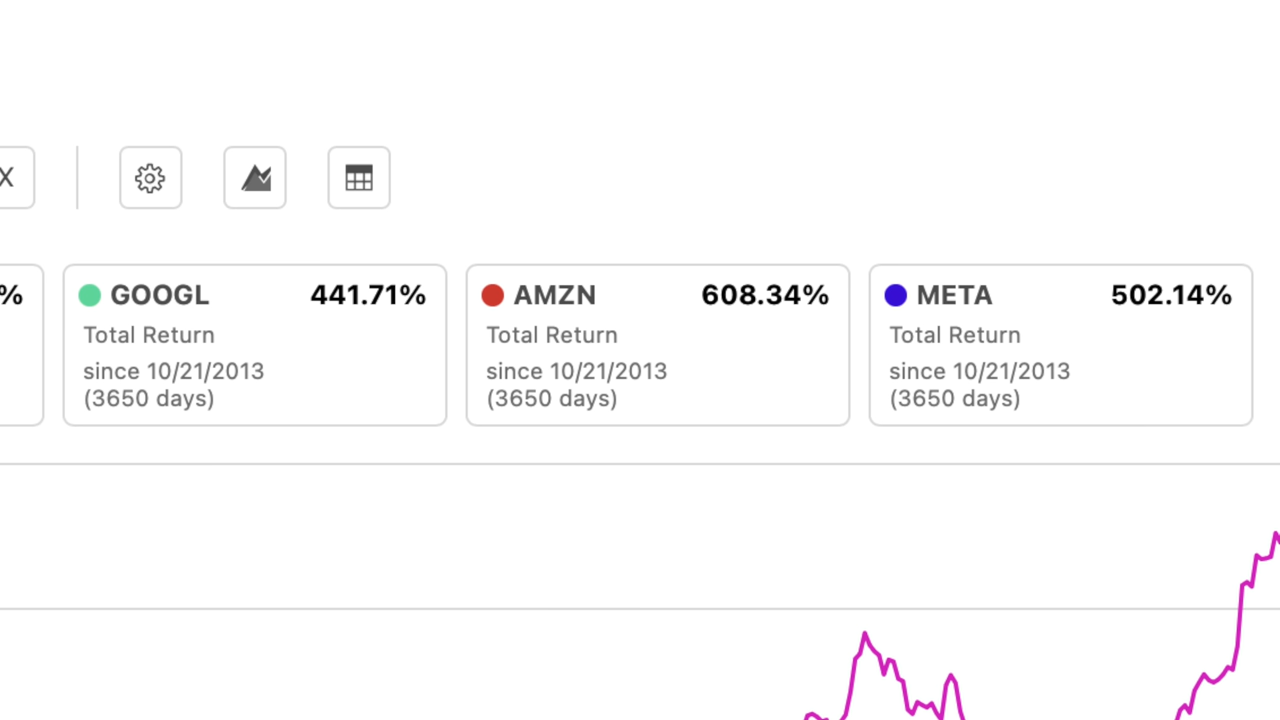 X
%
GOOGL 441.71%
Total Return
since 10/21/2013
(3650 days)
AMZN 608.34%
Total Return
since 10/21/2013
(3650 days)
META 502.14%
Total Return
since 10/21/2013
(3650 days)